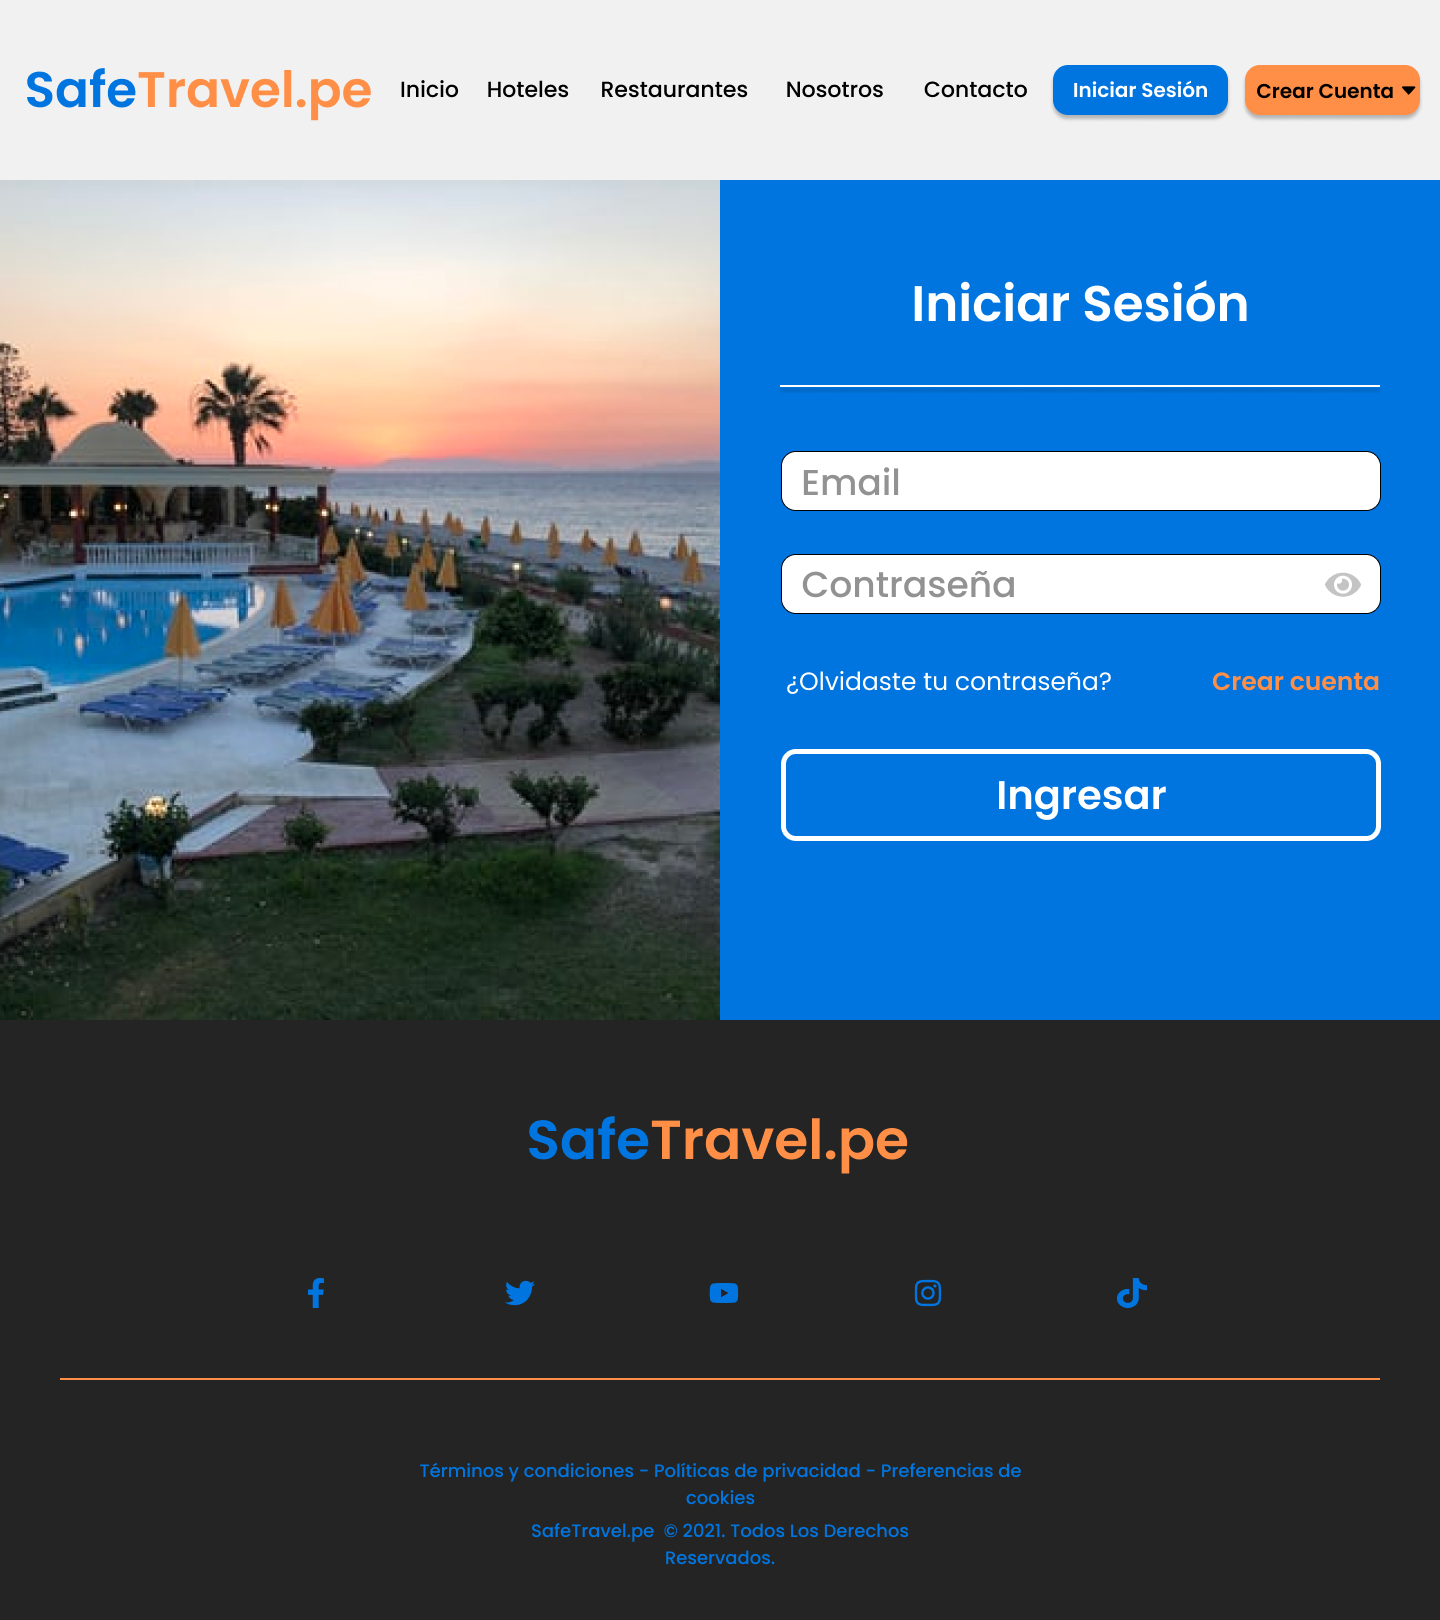 SafeTravel.pe Inicio Hoteles Restaurantes Nosotros Contacto Iniciar Sesión Crear Cuenta
Iniciar Sesión
Email
Contraseña
¿Olvidaste tu contraseña? Crear cuenta
Ingresar
SafeTravel.pe
Términos y condiciones - Políticas de privacidad - Preferencias de
cookies
SafeTravel.pe © 2021. Todos Los Derechos
Reservados.